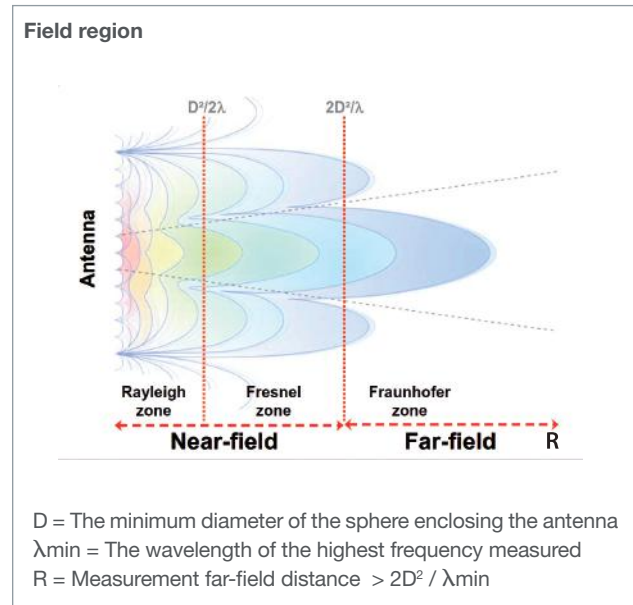 Field region
D²/2λ
2D²/λ
Antenna
Rayleigh zone
Fresnel zone
Fraunhofer zone
Near-field
Far-field
R
D = The minimum diameter of the sphere enclosing the antenna
λmin = The wavelength of the highest frequency measured
R = Measurement far-field distance > 2D² / λmin